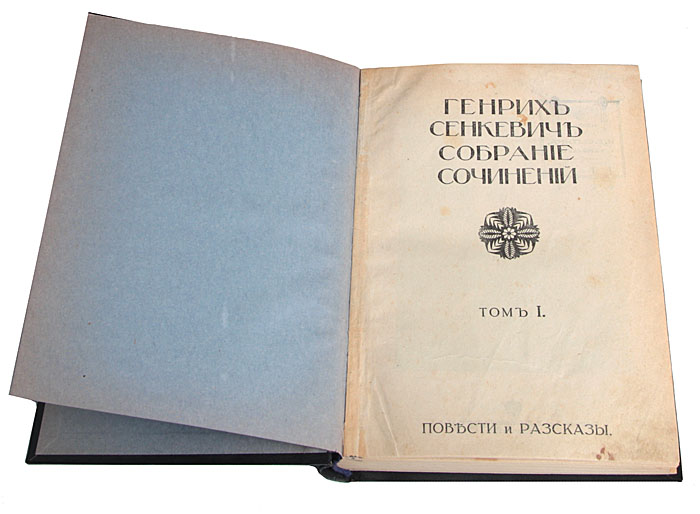 ГЕНРИХЪ
СЕНКЕВИЧЪ
СОБРАНІЕ
СОЧИНЕНІЙ
ТОМЪ I.
ПОВѢСТИ и РАЗСКАЗЫ.